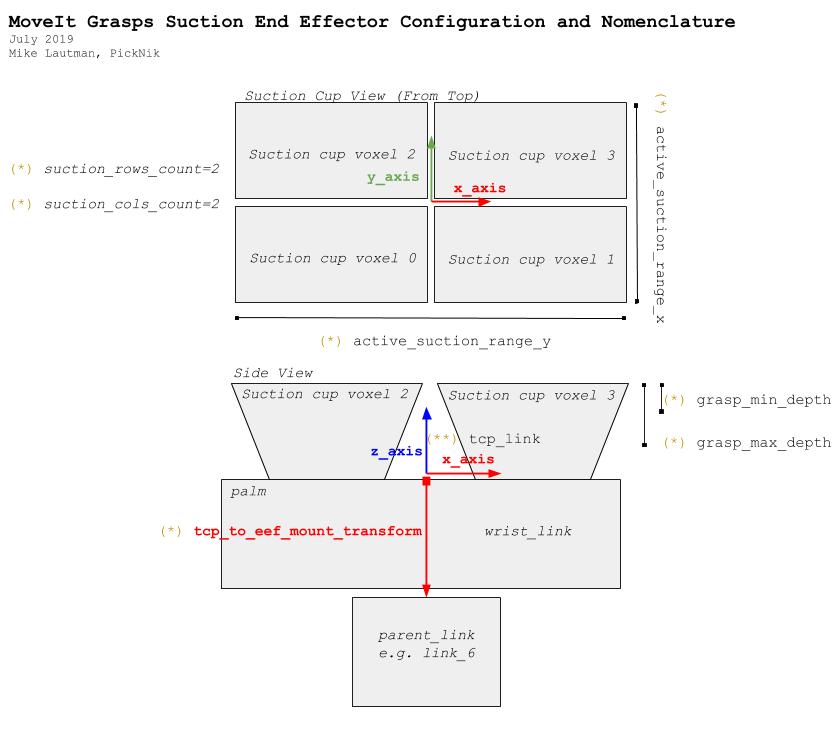 MoveIt Grasps Suction End Effector Configuration and Nomenclature
July 2019
Mike Lautman, PickNik
Suction Cup View (From Top)
(*) suction_rows_count=2
(*) suction_cols_count=2
Suction cup voxel 2
Suction cup voxel 3
y_axis
x_axis
Suction cup voxel 0
Suction cup voxel 1
(*) active_suction_range_x
(*) active_suction_range_y
Side View
Suction cup voxel 2
Suction cup voxel 3
(*) grasp_min_depth
(*) grasp_max_depth
(**) tcp_link
z_axis
x_axis
palm
(*) tcp_to_eef_mount_transform
wrist_link
parent_link
e.g. link_6